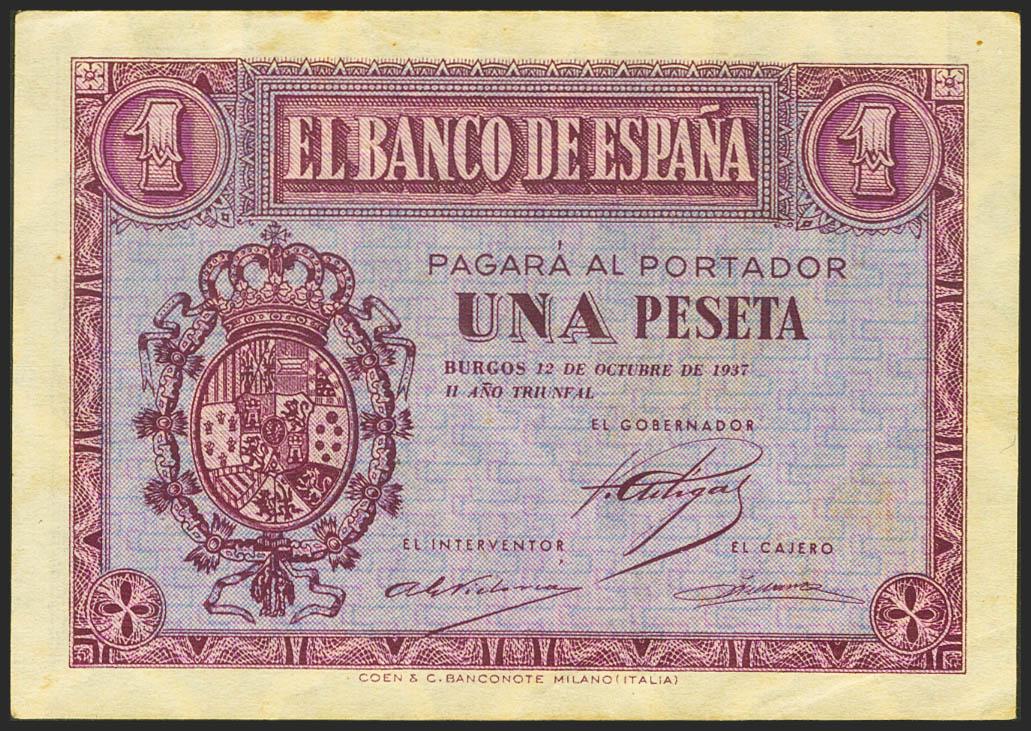 1 EL BANCO DE ESPAÑA 1
PAGARÁ AL PORTADOR
UNA PESETA
BURGOS 12 DE OCTUBRE DE 1937
II AÑO TRIUNFAL
EL GOBERNADOR
EL INTERVENTOR
EL CAJERO
COEN & C. BANCONOTE MILANO (ITALIA)